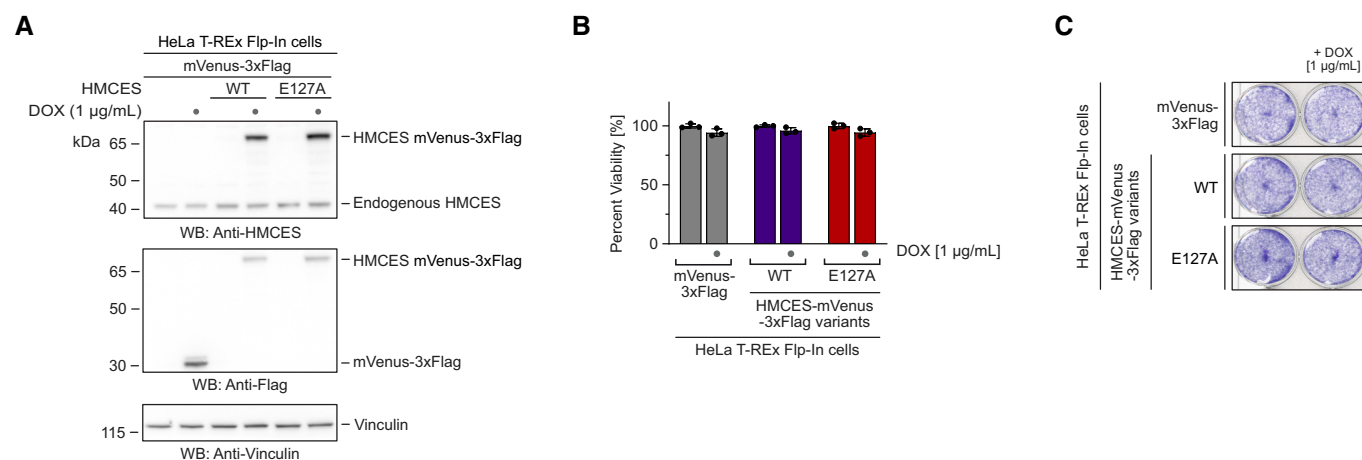 A
HeLa T-REx Flp-In cells
mVenus-3xFlag
HMCES WT E127A
DOX (1 µg/mL)
kDa
65
50
40
HMCES mVenus-3xFlag
Endogenous HMCES
WB: Anti-HMCES
65
50
30
HMCES mVenus-3xFlag
mVenus-3xFlag
WB: Anti-Flag
115
Vinculin
WB: Anti-Vinculin
B
Percent Viability [%]
100
50
0
DOX [1 µg/mL]
mVenus-
3xFlag
WT
E127A
HMCES-mVenus
-3xFlag variants
HeLa T-REx Flp-In cells
C
+ DOX
[1 µg/mL]
HeLa T-REx Flp-In cells
HMCES-mVenus
-3xFlag variants
mVenus-
3xFlag
WT
E127A